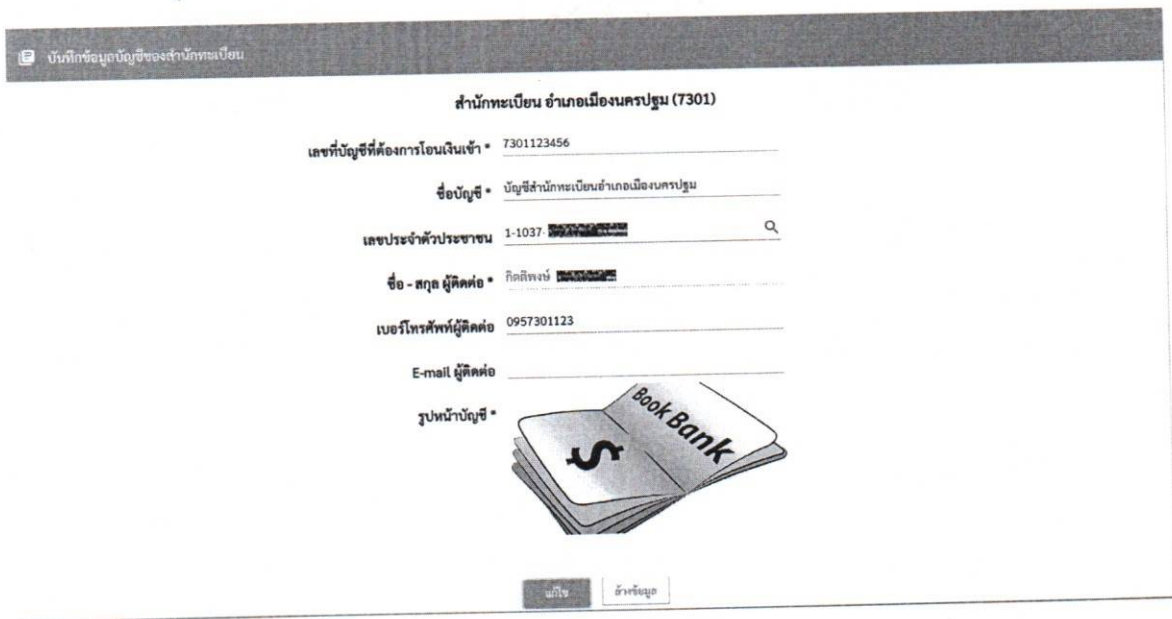 บันทึกข้อมูลบัญชีของสำนักทะเบียน
สำนักทะเบียน อำเภอเมืองนครปฐม (7301)
เลขที่บัญชีที่ต้องการโอนเงินเข้า * 7301123456
ชื่อบัญชี * บัญชีสำนักทะเบียนอำเภอเมืองนครปฐม
เลขประจำตัวประชาชน 1-1037-
ชื่อ - สกุล ผู้ติดต่อ * กิตติพงษ์
เบอร์โทรศัพท์ผู้ติดต่อ 0957301123
E-mail ผู้ติดต่อ
รูปหน้าบัญชี *
Book Bank
$
แก้ไข ล้างข้อมูล